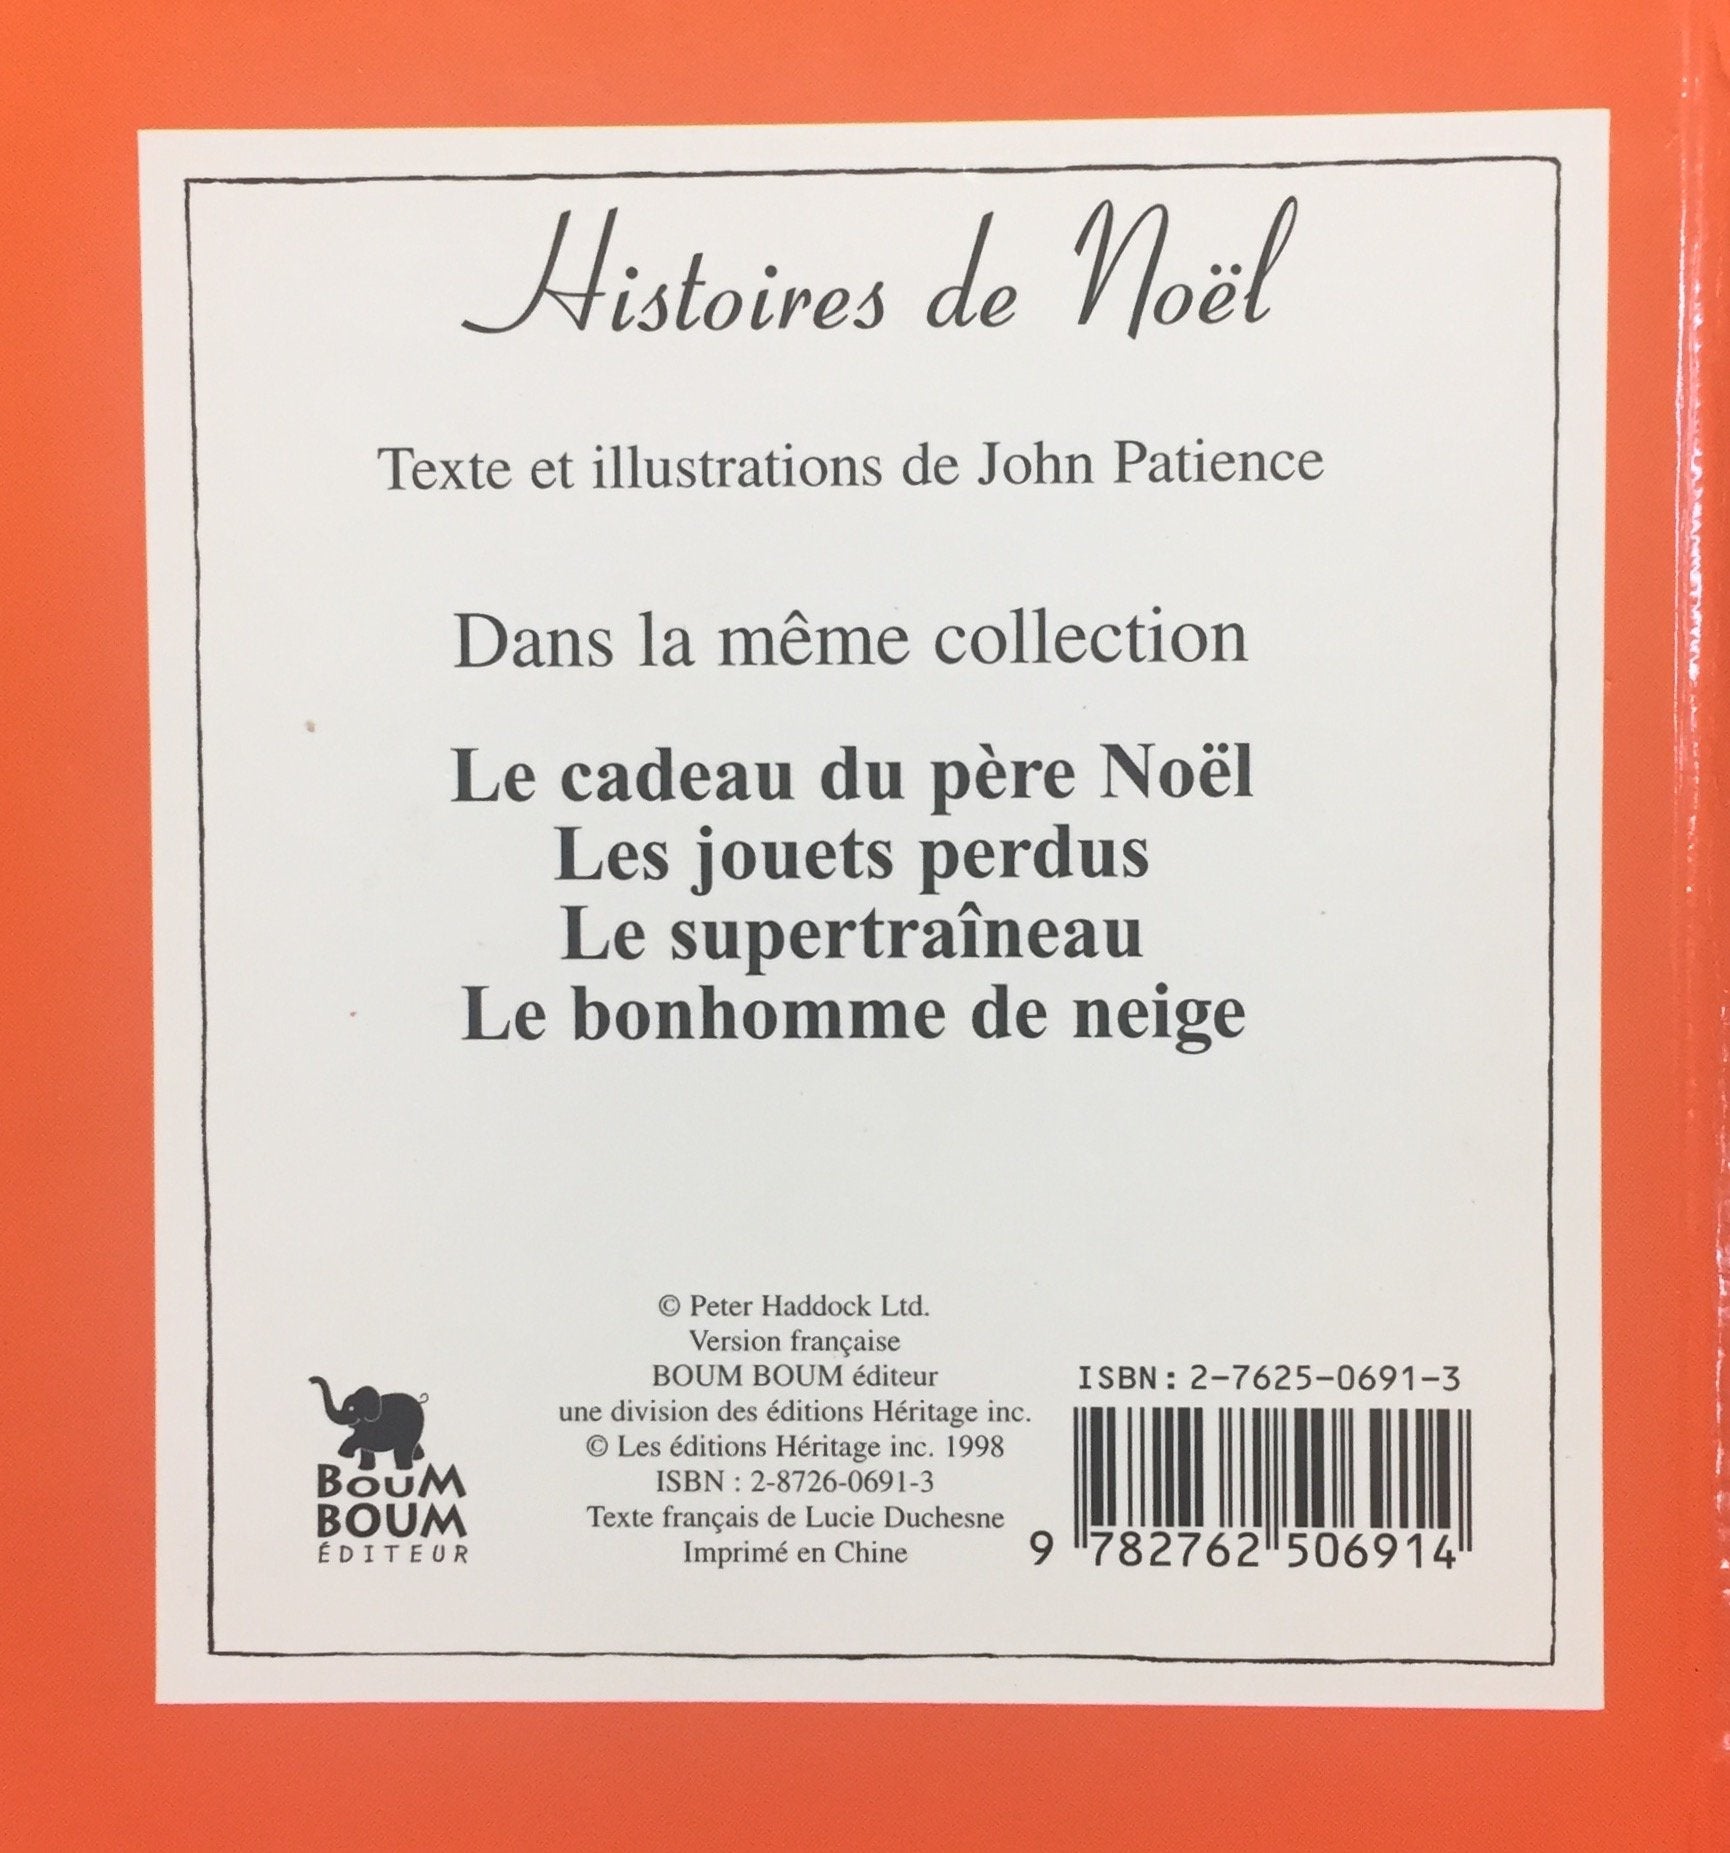 Histoires de Noël
Texte et illustrations de John Patience
Dans la même collection
Le cadeau du père Noël
Les jouets perdus
Le supertraîneau
Le bonhomme de neige
© Peter Haddock Ltd.
Version française
BOUM BOUM éditeur
une division des éditions Héritage inc.
© Les éditions Héritage inc. 1998
ISBN : 2-8726-0691-3
Texte français de Lucie Duchesne
Imprimé en Chine
BOUM
BOUM
ÉDITEUR
ISBN : 2-7625-0691-3
9 782762 506914